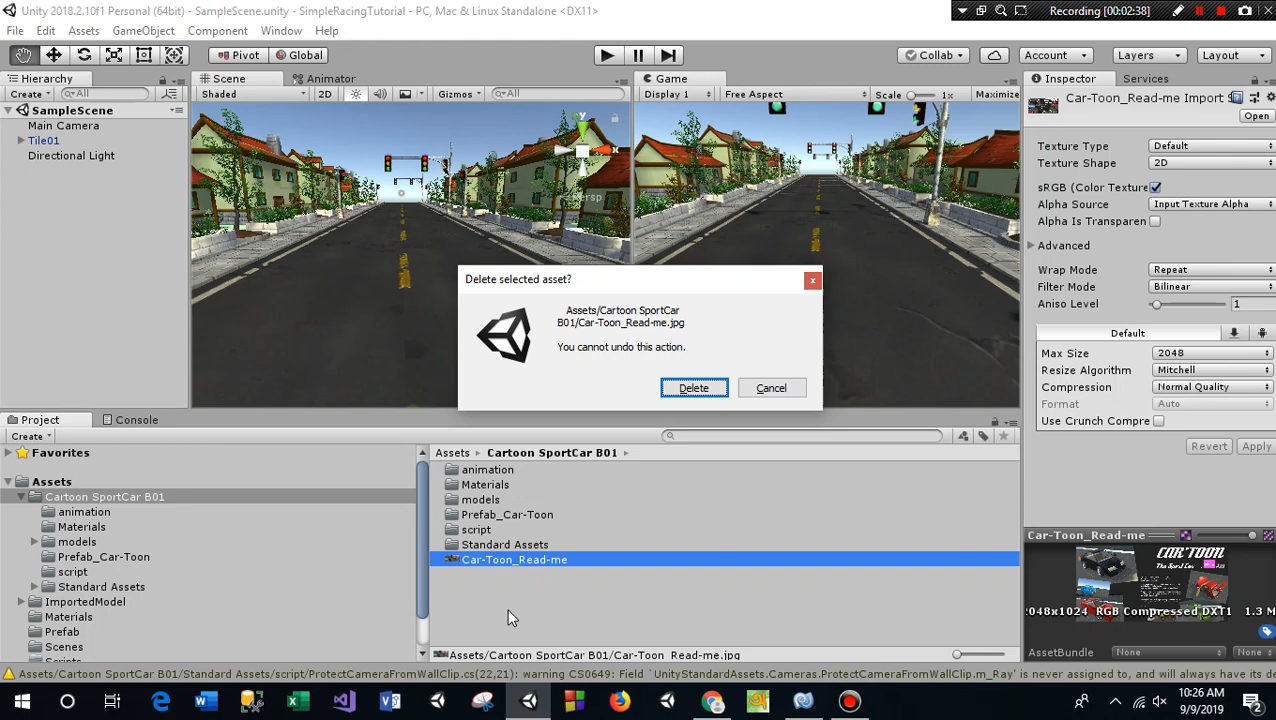 Unity 2018.2.10f1 Personal (64bit) - SampleScene.unity - SimpleRacingTutorial - PC, Mac & Linux Standalone <DX11>
Recording [00:02:38]
File Edit Assets GameObject Component Window Help
Pivot Global Collab Account Layers Layout
Hierarchy Scene Animator Game Inspector Services
Create All Shaded 2D Gizmos All Display 1 Free Aspect Scale 1x Maximize
SampleScene
Main Camera
Tile01
Directional Light
y
x
Persp
Car-Toon_Read-me Import S
Open
Texture Type Default
Texture Shape 2D
sRGB (Color Texture
Alpha Source Input Texture Alpha
Alpha Is Transparen
Advanced
Wrap Mode Repeat
Filter Mode Bilinear
Aniso Level 1
Default
Max Size 2048
Resize Algorithm Mitchell
Compression Normal Quality
Format Auto
Use Crunch Compre
Revert Apply
Delete selected asset?
x
Assets/Cartoon SportCar
B01/Car-Toon_Read-me.jpg
You cannot undo this action.
Delete Cancel
Project Console
Create
Favorites
Assets
Cartoon SportCar B01
animation
Materials
models
Prefab_Car-Toon
script
Standard Assets
ImportedModel
Materials
Prefab
Scenes
Scripts
Assets Cartoon SportCar B01
animation
Materials
models
Prefab_Car-Toon
script
Standard Assets
Car-Toon_Read-me
Assets/Cartoon SportCar B01/Car-Toon_Read-me.jpg
Car-Toon_Read-me
CAR'TOON
2048x1024 RGB Compressed DXT1 1.3 M
AssetBundle None None
Assets/Cartoon SportCar B01/Standard Assets/script/ProtectCameraFromWallClip.cs(22,21): warning CS0649: Field `UnityStandardAssets.Cameras.ProtectCameraFromWallClip.m_Ray' is never assigned to, and will always h
10:26 AM
9/9/2019
2